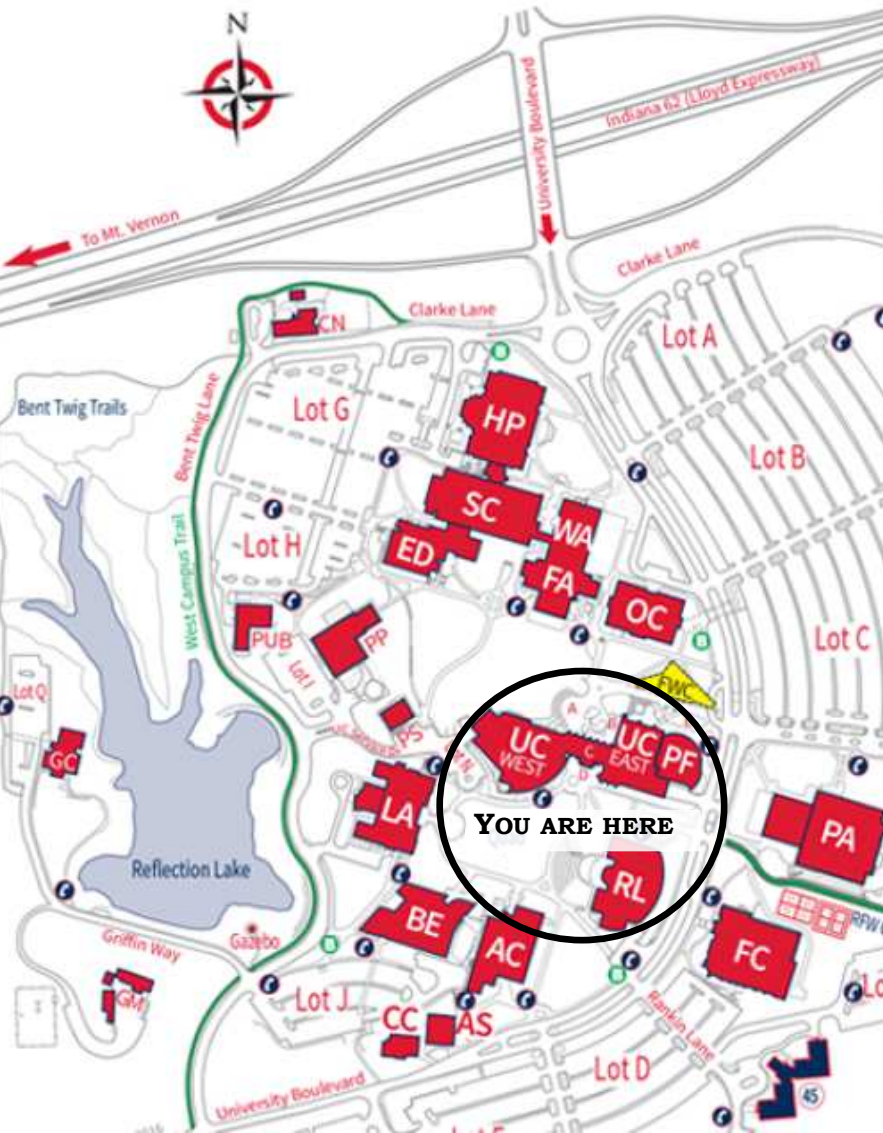 N
University Boulevard
Indiana 62 (Lloyd Expressway)
To Mt. Vernon
Clarke Lane
Clarke Lane
CN
B
Lot A
HP
Lot G
Bent Twig Trails
Bent Twig Lane
Lot B
SC
WA
Lot H
ED
FA
OC
West Campus Trail
PUB
PP
B
Lot C
Lot I
FWC
Lot Q
PS
A
B
UC
WEST
C
UC
EAST
PF
D
GC
LA
YOU ARE HERE
PA
Reflection Lake
RL
BE
Gazebo
Griffin Way
B
AC
FC
B
GM
Lot J
CC
AS
Rankin Lane
Lot D
University Boulevard
45